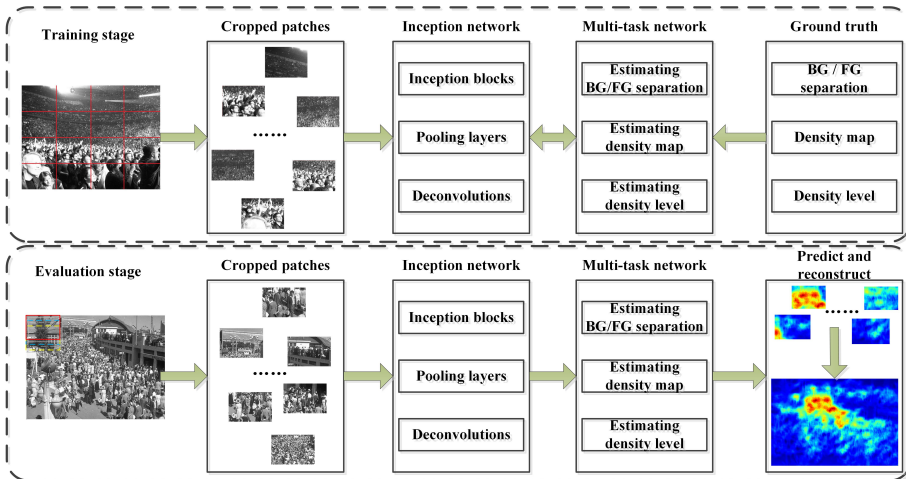 Training stage
Cropped patches
......
Inception network
Inception blocks
Pooling layers
Deconvolutions
Multi-task network
Estimating
BG/FG separation
Estimating
density map
Estimating
density level
Ground truth
BG / FG
separation
Density map
Density level
Evaluation stage
Cropped patches
......
Inception network
Inception blocks
Pooling layers
Deconvolutions
Multi-task network
Estimating
BG/FG separation
Estimating
density map
Estimating
density level
Predict and
reconstruct
......